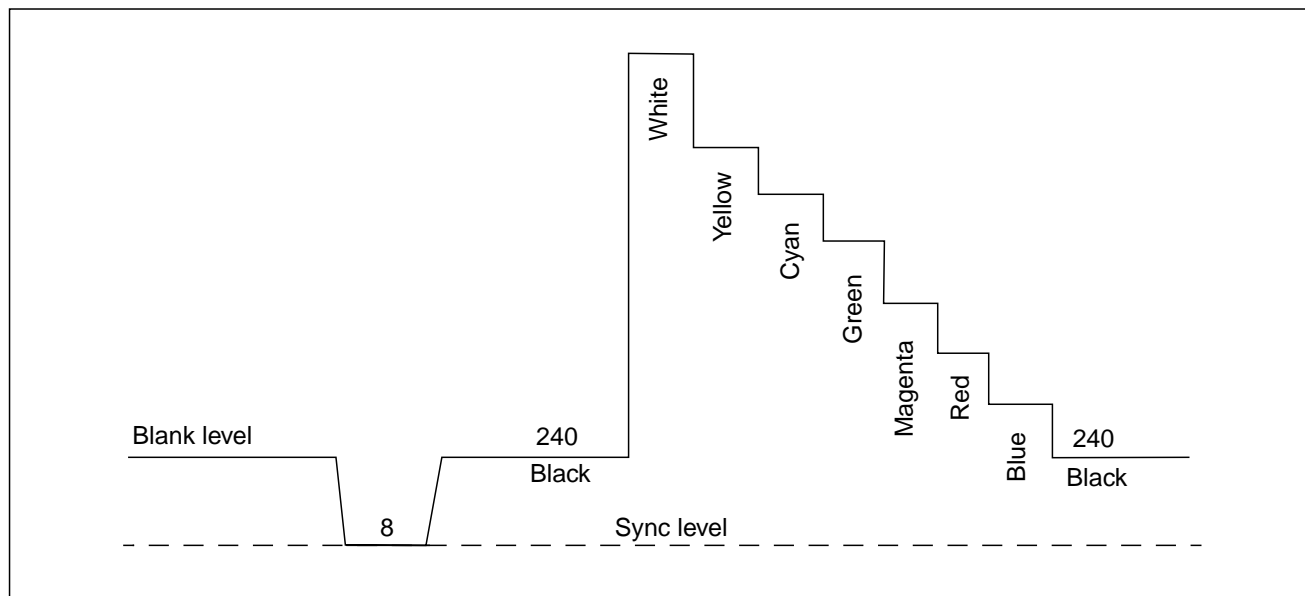 White
Yellow
Cyan
Green
Magenta
Red
Blue
Blank level
240
Black
240
Black
8
Sync level